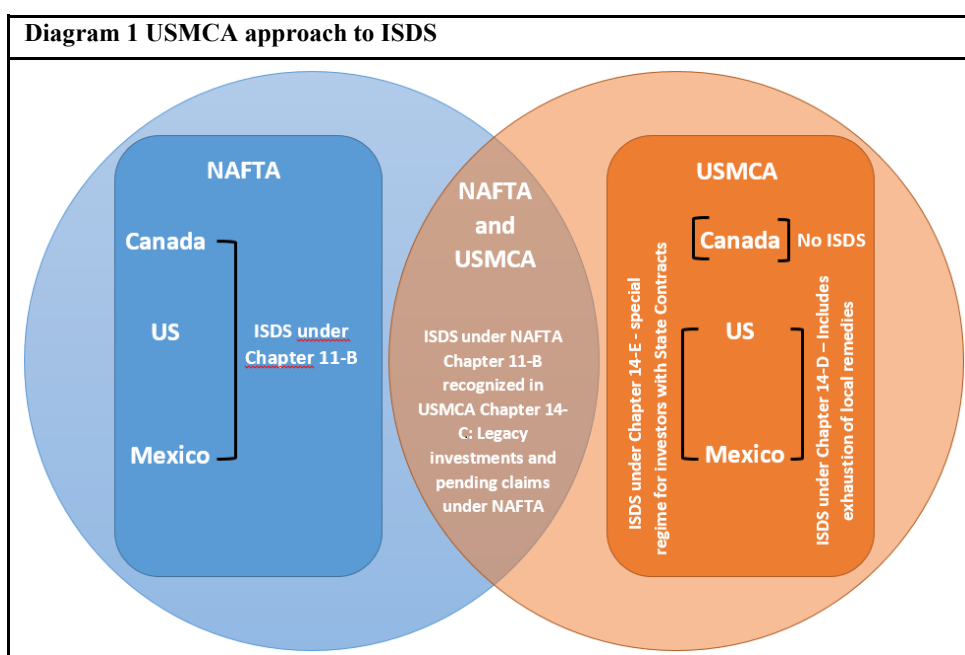 Diagram 1 USMCA approach to ISDS
NAFTA
Canada
US
Mexico
ISDS under
Chapter 11-B
NAFTA
and
USMCA
ISDS under NAFTA
Chapter 11-B
recognized in
USMCA Chapter 14-
C: Legacy
investments and
pending claims
under NAFTA
USMCA
Canada
No ISDS
US
Mexico
ISDS under Chapter 14-E - special
regime for investors with State Contracts
ISDS under Chapter 14-D – Includes
exhaustion of local remedies